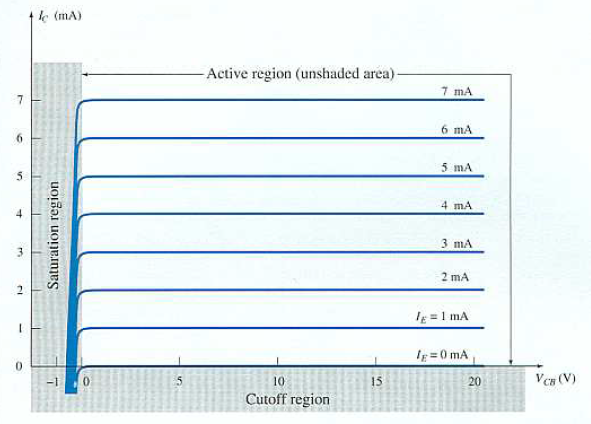 I_C (mA)
Active region (unshaded area)
7 mA
7
6 mA
6
5 mA
5
4 mA
4
3 mA
3
2 mA
2
I_E = 1 mA
1
I_E = 0 mA
0
Saturation region
−1 0 5 10 15 20 V_CB (V)
Cutoff region